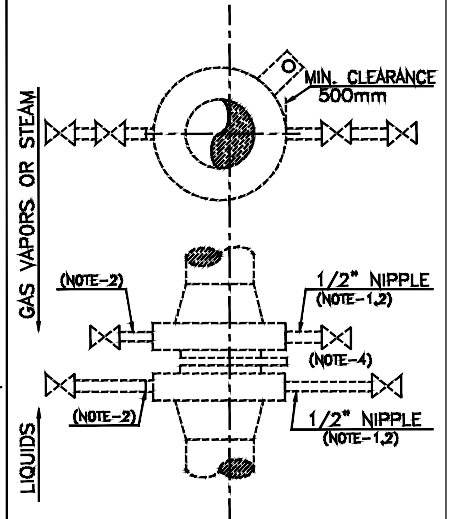 MIN. CLEARANCE
500mm
GAS VAPORS OR STEAM
(NOTE-2)
1/2" NIPPLE
(NOTE-1,2)
(NOTE-4)
(NOTE-2)
1/2" NIPPLE
(NOTE-1,2)
LIQUIDS